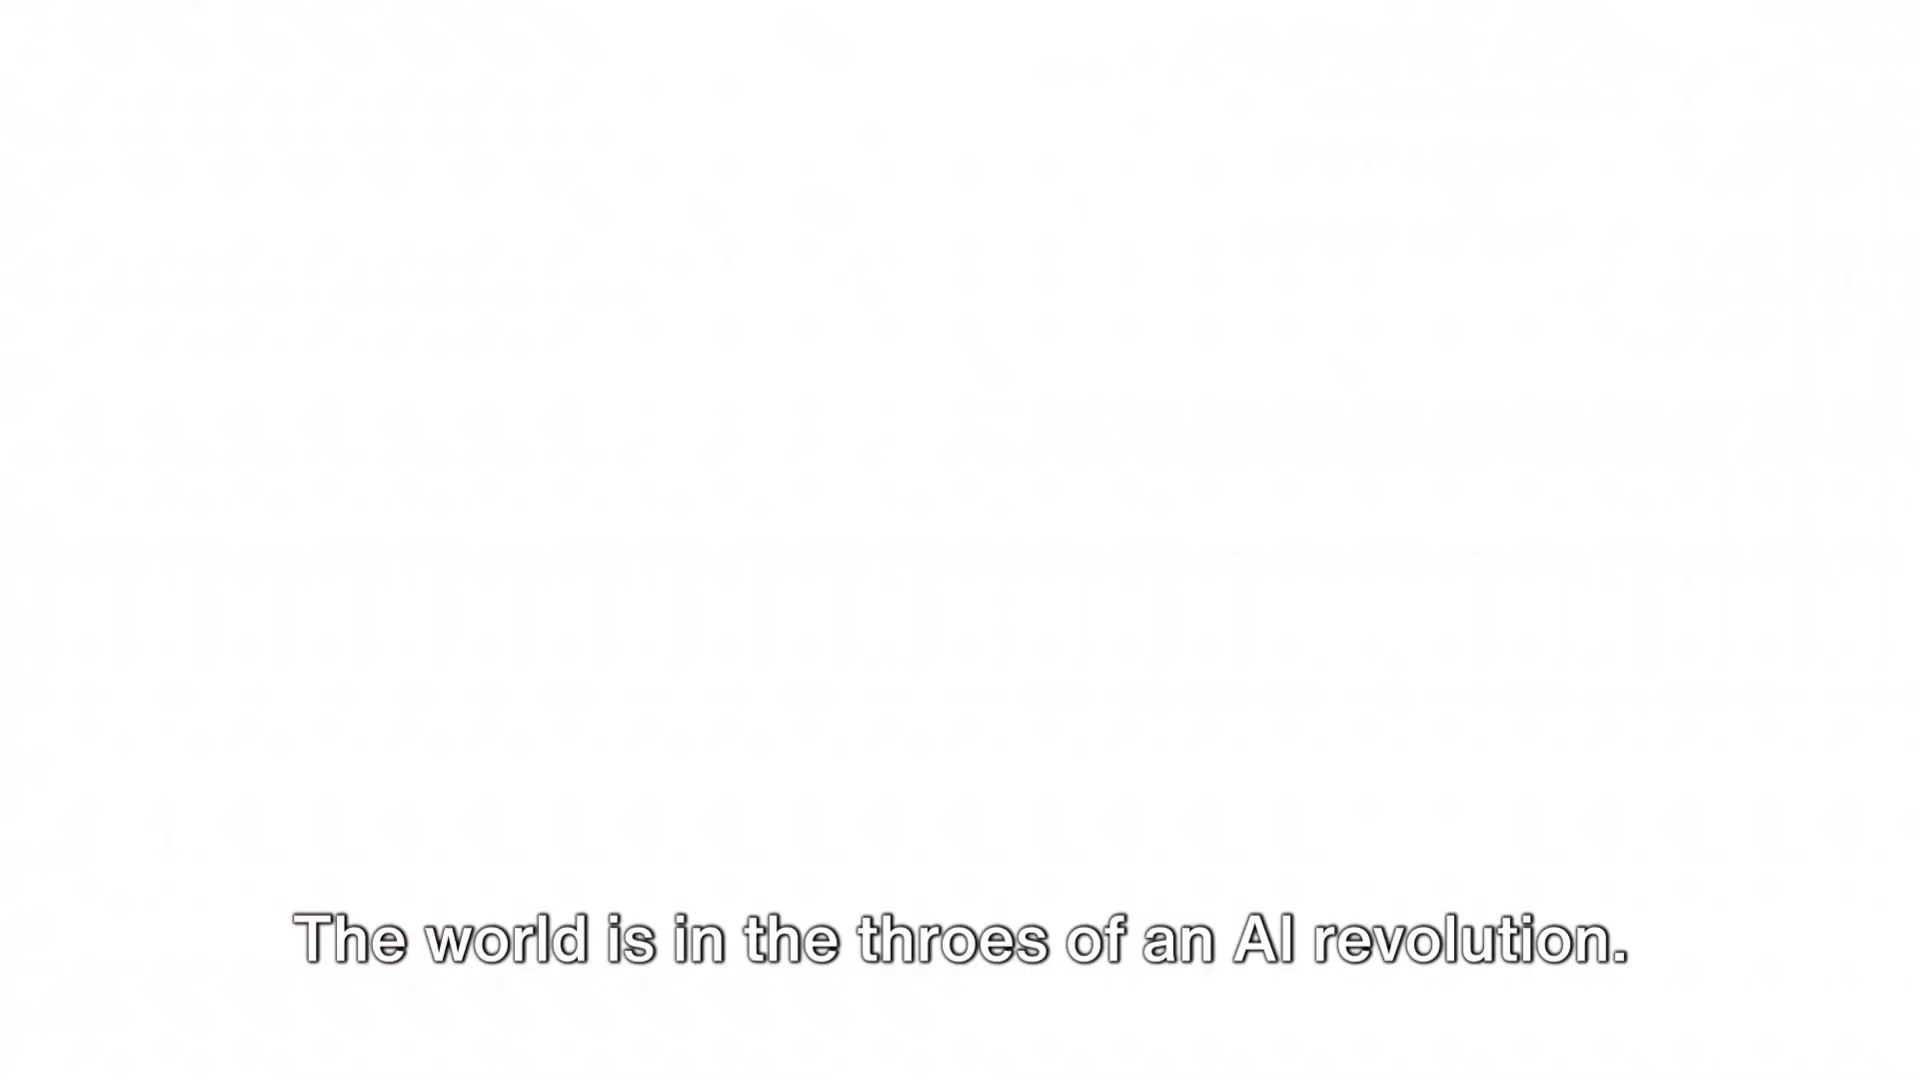 The world is in the throes of an AI revolution.